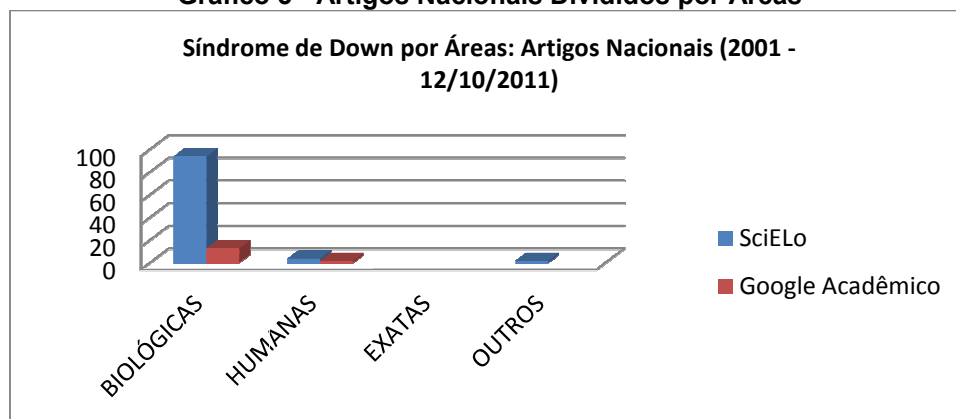 Gráfico 6 - Artigos Nacionais Divididos por Áreas
Síndrome de Down por Áreas: Artigos Nacionais (2001 -
12/10/2011)
100
80
60
40
20
0
BIOLÓGICAS
HUMANAS
EXATAS
OUTROS
SciELo
Google Acadêmico